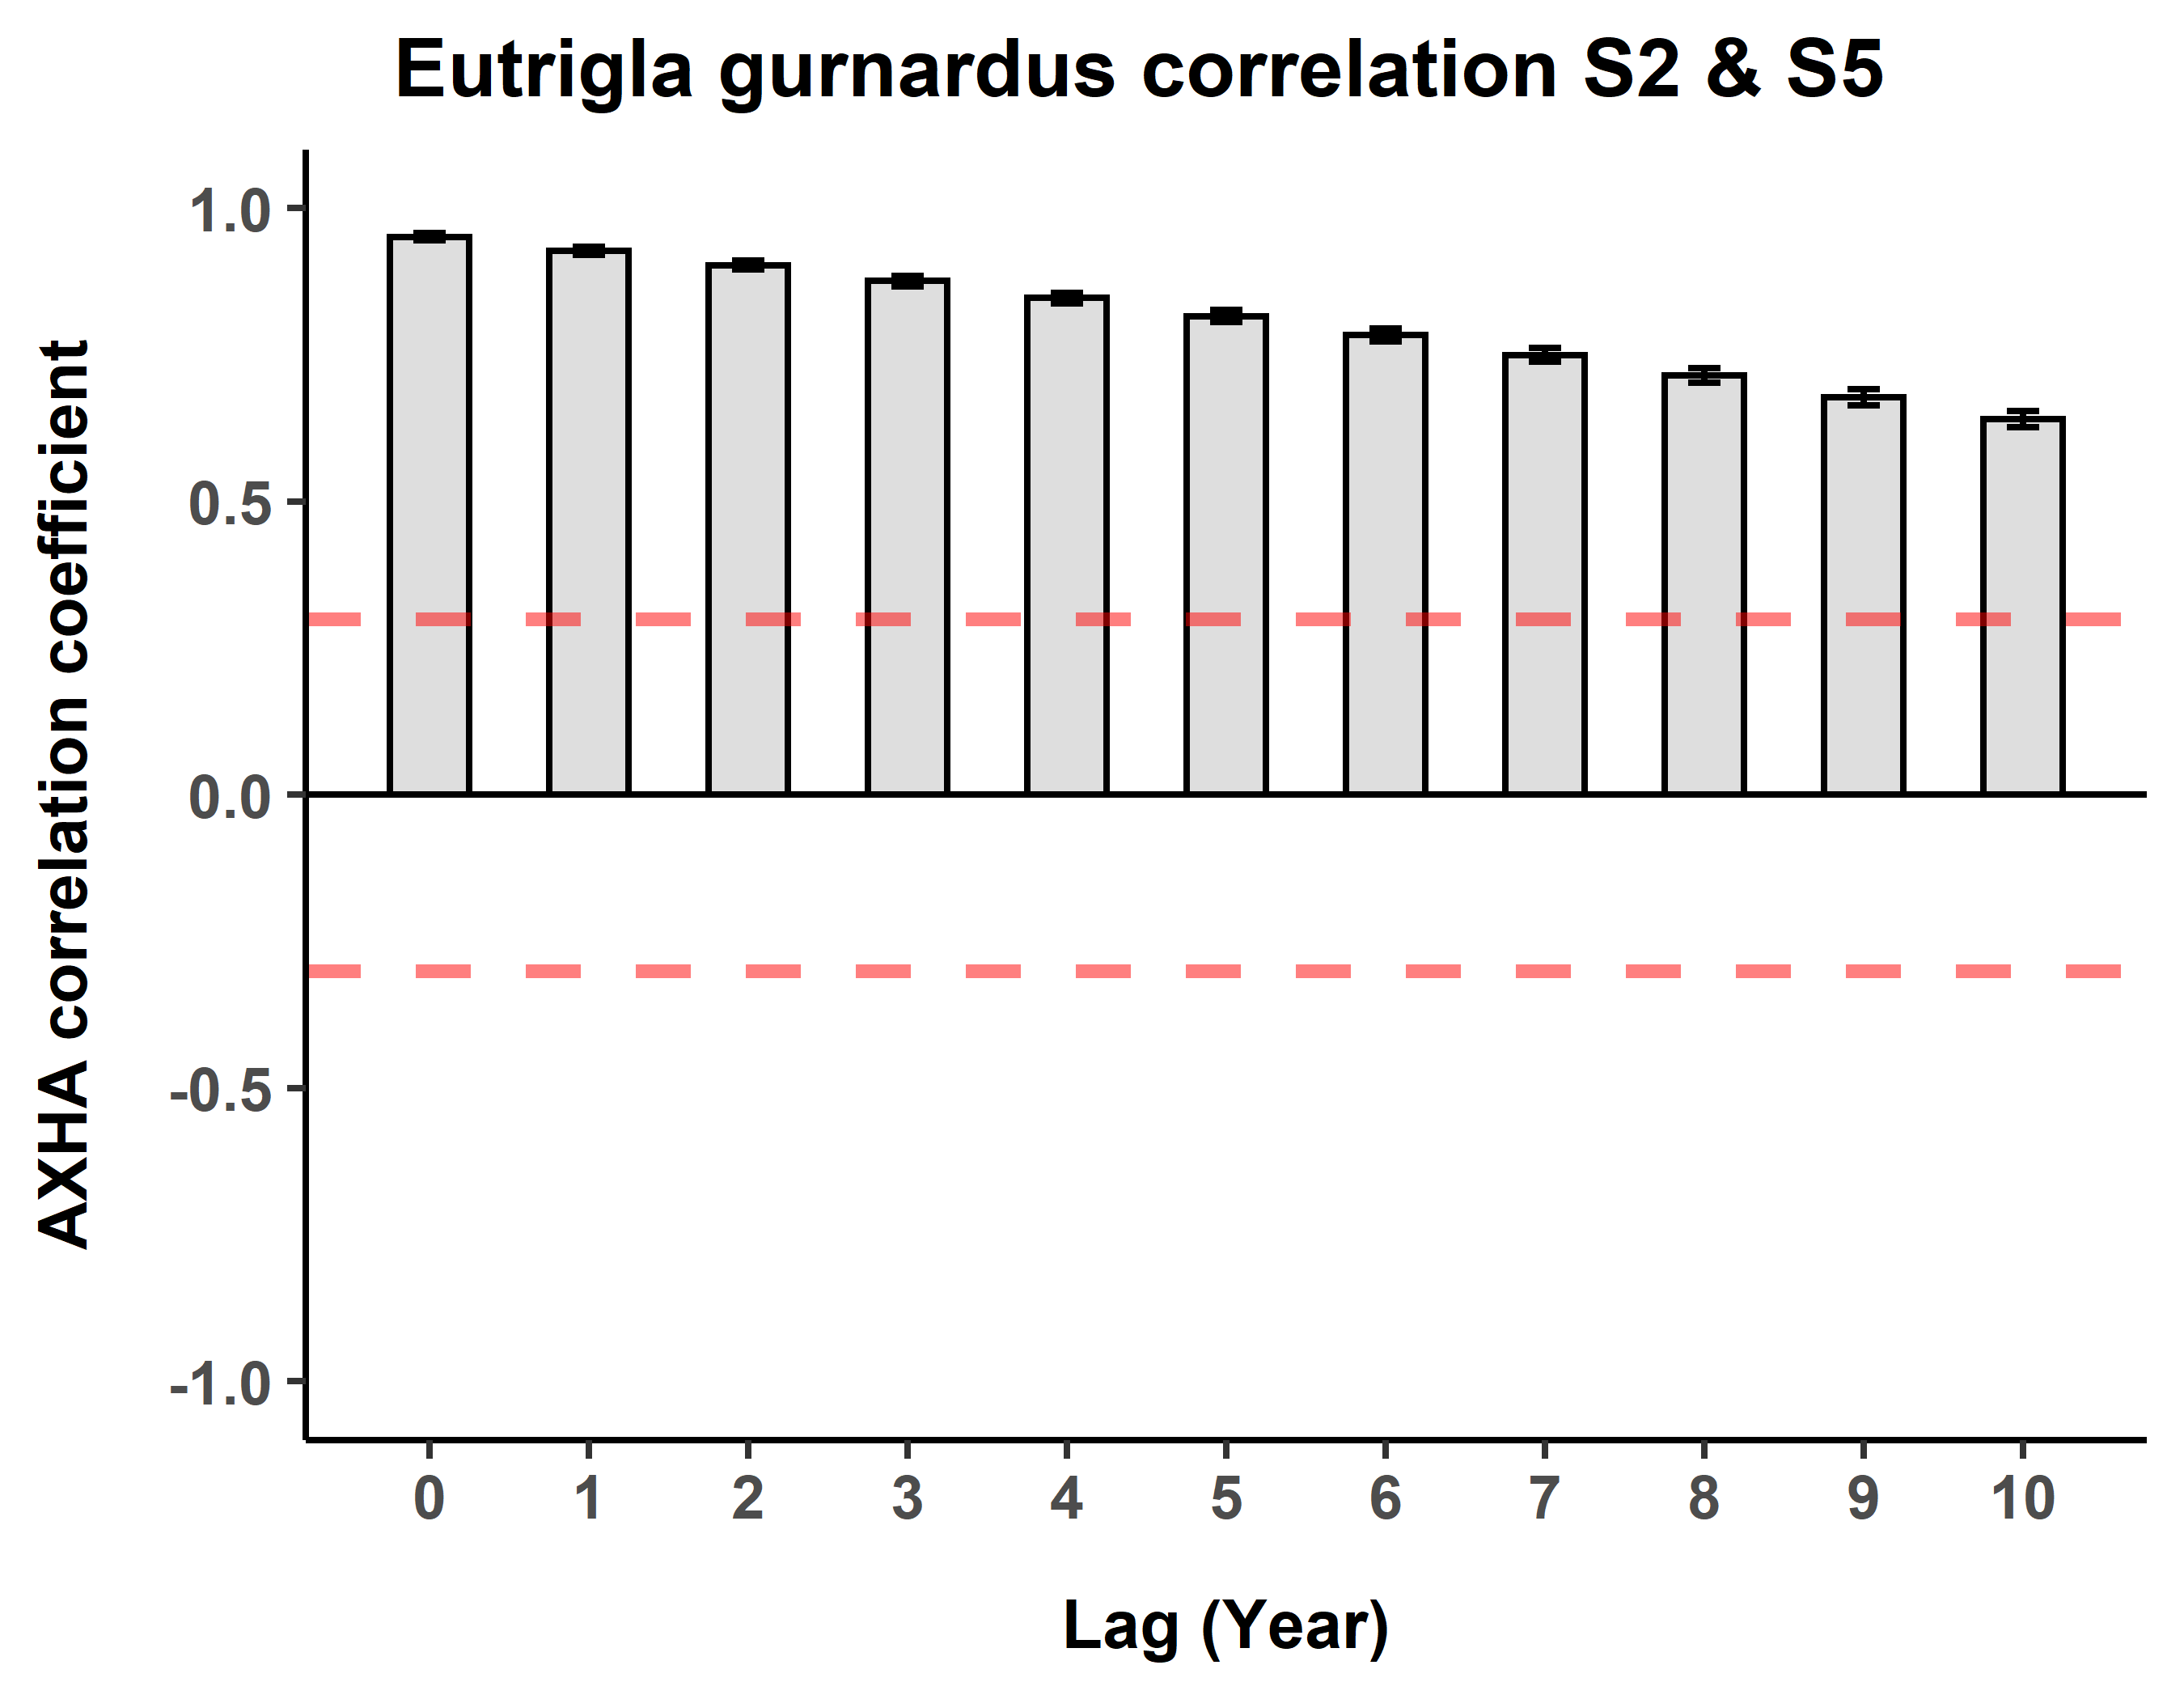 Eutrigla gurnardus correlation S2 & S5
AXHA correlation coefficient
1.0
0.5
0.0
-0.5
-1.0
0 1 2 3 4 5 6 7 8 9 10
Lag (Year)